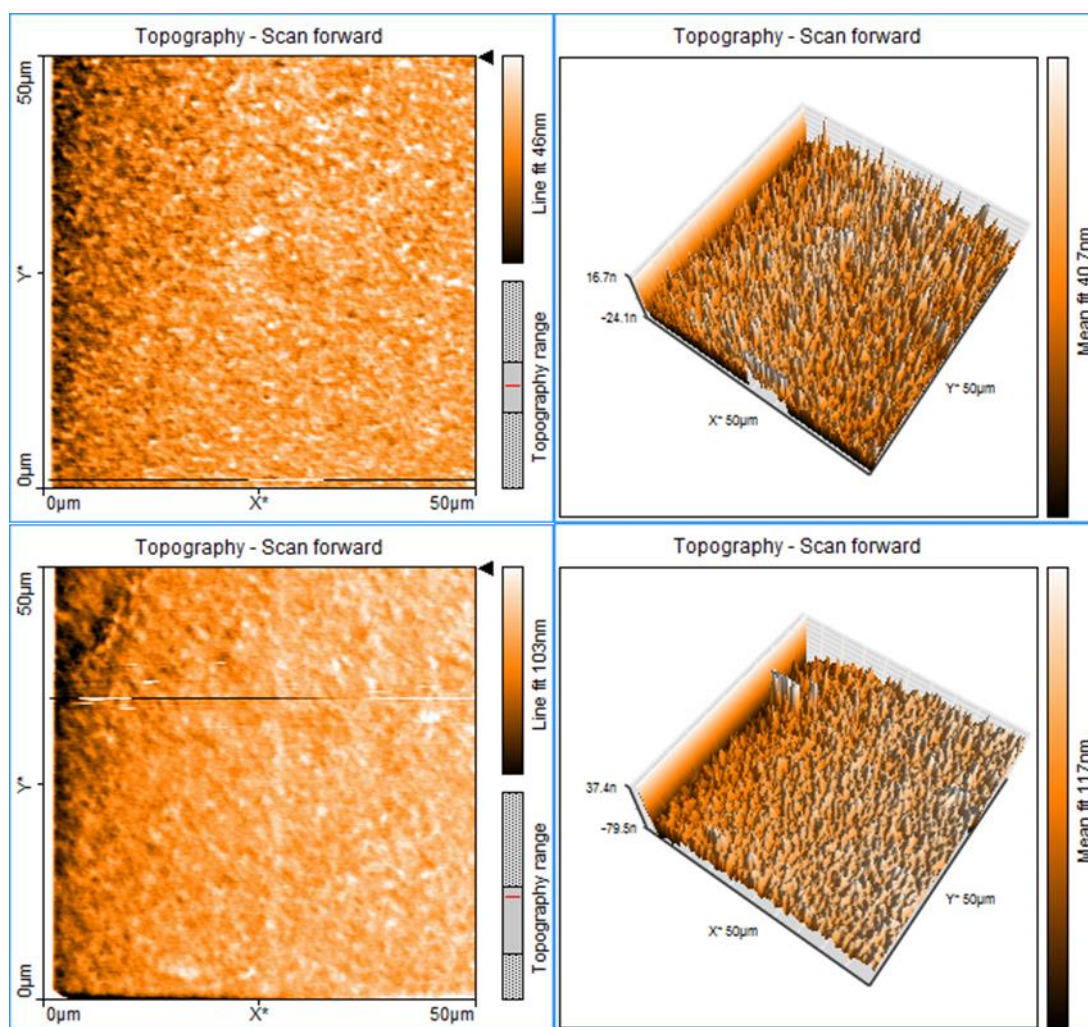 Topography - Scan forward
50µm
Y*
0µm
0µm
X*
50µm
Line fit 46nm
Topography range
Topography - Scan forward
16.7n
-24.1n
X* 50µm
Y* 50µm
Mean fit 40.7nm
Topography - Scan forward
50µm
Y*
0µm
0µm
X*
50µm
Line fit 103nm
Topography range
Topography - Scan forward
37.4n
-79.5n
X* 50µm
Y* 50µm
Mean fit 117nm